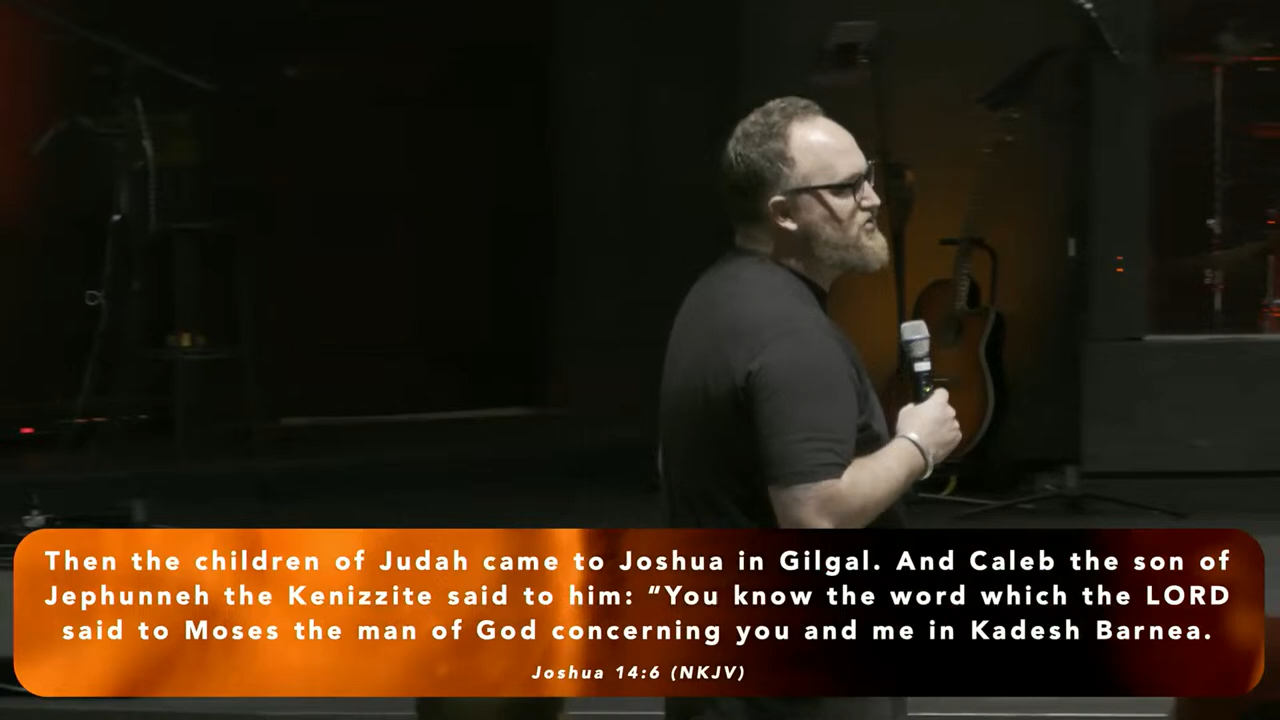 Then the children of Judah came to Joshua in Gilgal. And Caleb the son of
Jephunneh the Kenizzite said to him: “You know the word which the LORD
said to Moses the man of God concerning you and me in Kadesh Barnea.
Joshua 14:6 (NKJV)